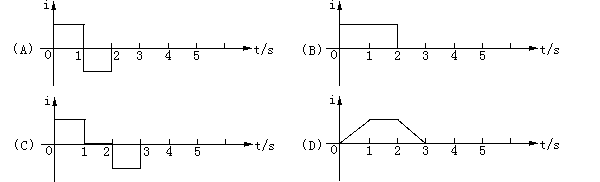 i
(A) 0 1 2 3 4 5 t/s
i
(B) 0 1 2 3 4 5 t/s
i
(C) 0 1 2 3 4 5 t/s
i
(D) 0 1 2 3 4 5 t/s